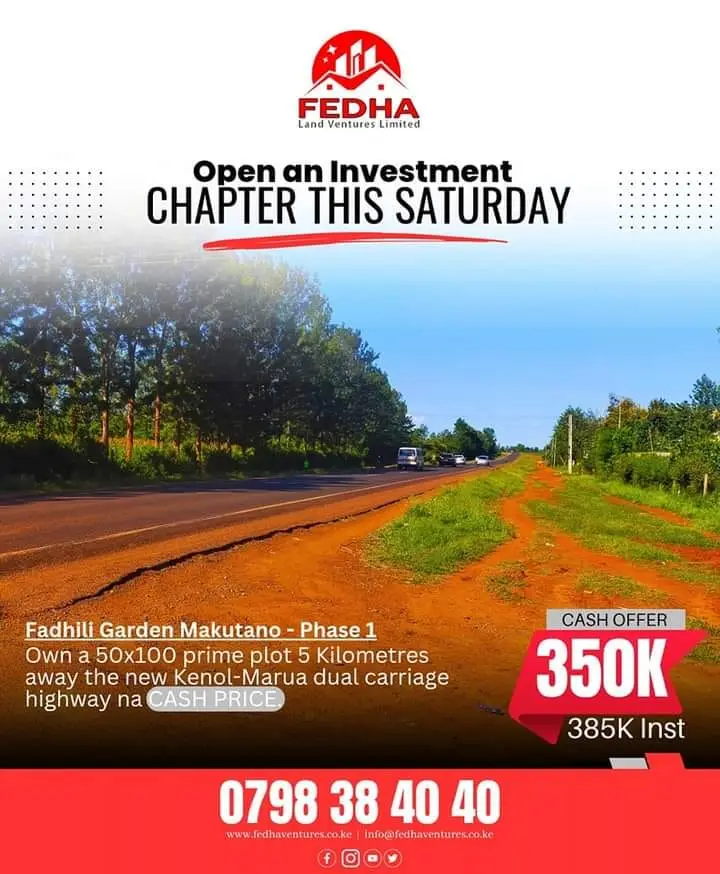 FEDHA
Land Ventures Limited
Open an Investment
CHAPTER THIS SATURDAY
Fadhili Garden Makutano - Phase 1
Own a 50x100 prime plot 5 Kilometres
away the new Kenol-Marua dual carriage
highway na CASH PRICE.
CASH OFFER
350K
385K Inst
0798 38 40 40
www.fedhaventures.co.ke | info@fedhaventures.co.ke